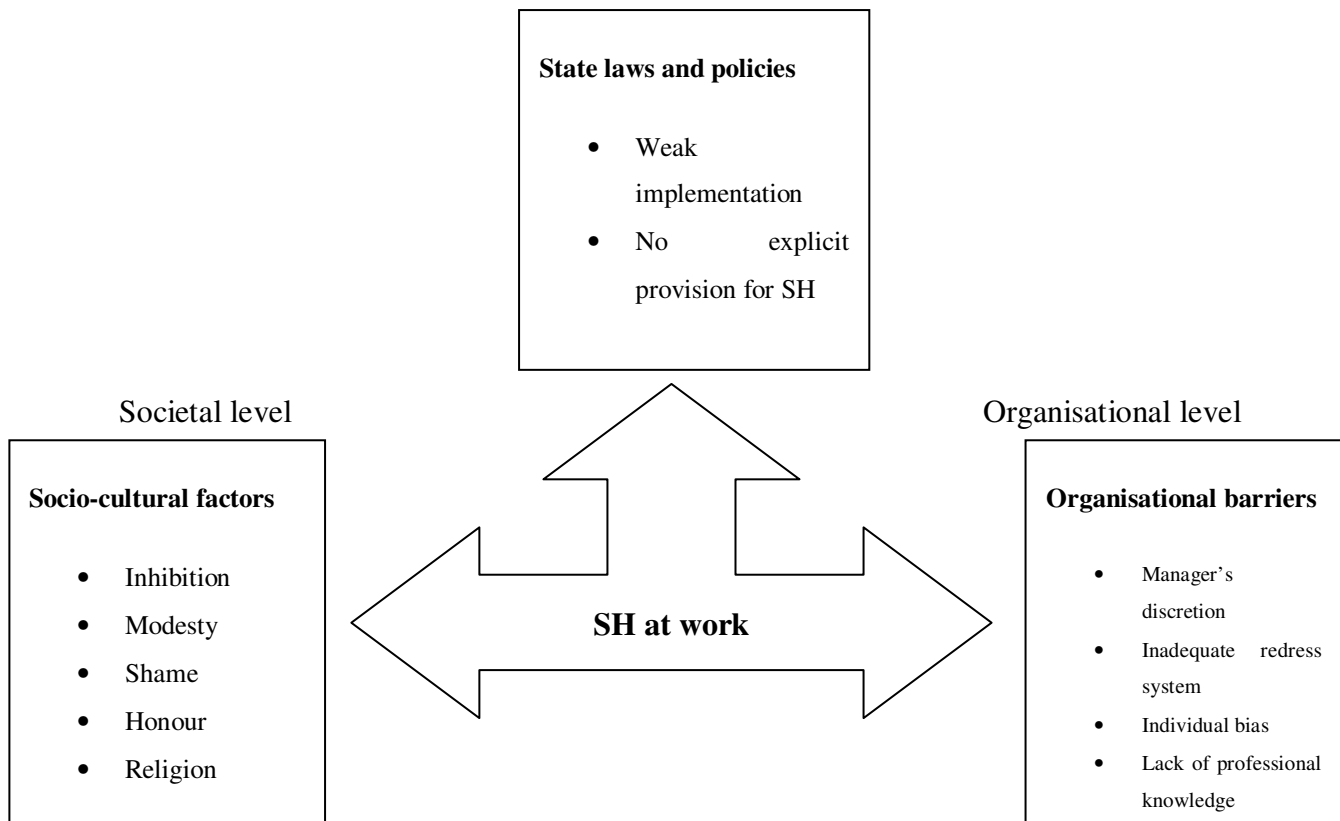 State laws and policies
• Weak
implementation
• No explicit
provision for SH
Societal level
Organisational level
Socio-cultural factors
• Inhibition
• Modesty
• Shame
• Honour
• Religion
SH at work
Organisational barriers
• Manager’s
discretion
• Inadequate redress
system
• Individual bias
• Lack of professional
knowledge